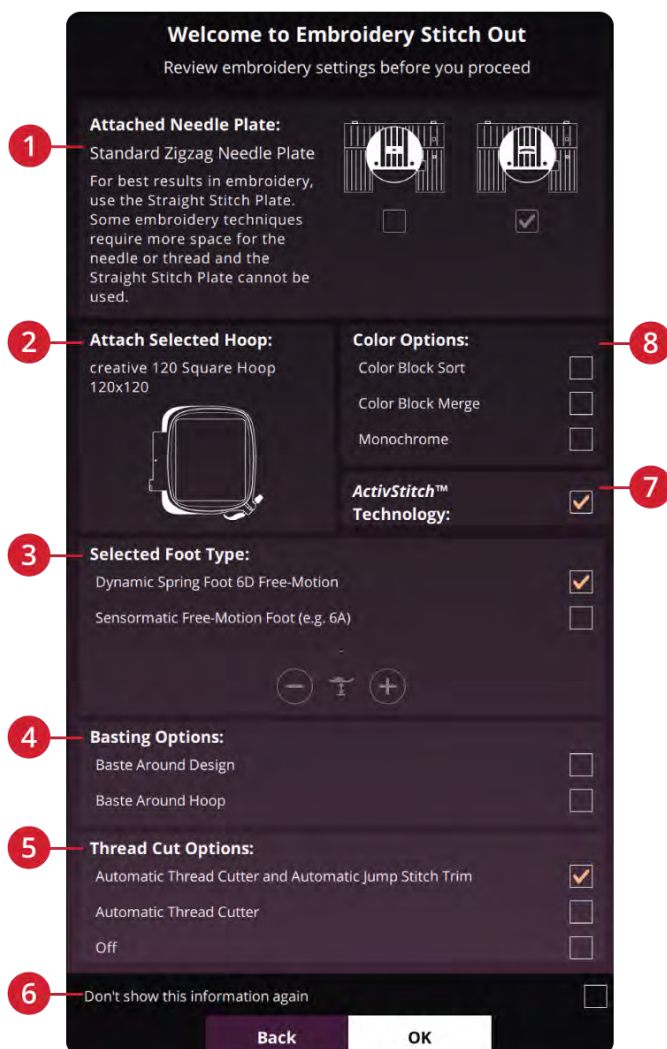 Welcome to Embroidery Stitch Out
Review embroidery settings before you proceed
1
Attached Needle Plate:
Standard Zigzag Needle Plate
For best results in embroidery,
use the Straight Stitch Plate.
Some embroidery techniques
require more space for the
needle or thread and the
Straight Stitch Plate cannot be
used.
2
Attach Selected Hoop:
creative 120 Square Hoop
120x120
Color Options:
8
Color Block Sort
Color Block Merge
Monochrome
ActivStitch™
Technology:
7
3
Selected Foot Type:
Dynamic Spring Foot 6D Free-Motion
Sensormatic Free-Motion Foot (e.g. 6A)
4
Basting Options:
Baste Around Design
Baste Around Hoop
5
Thread Cut Options:
Automatic Thread Cutter and Automatic Jump Stitch Trim
Automatic Thread Cutter
Off
6
Don't show this information again
Back
OK